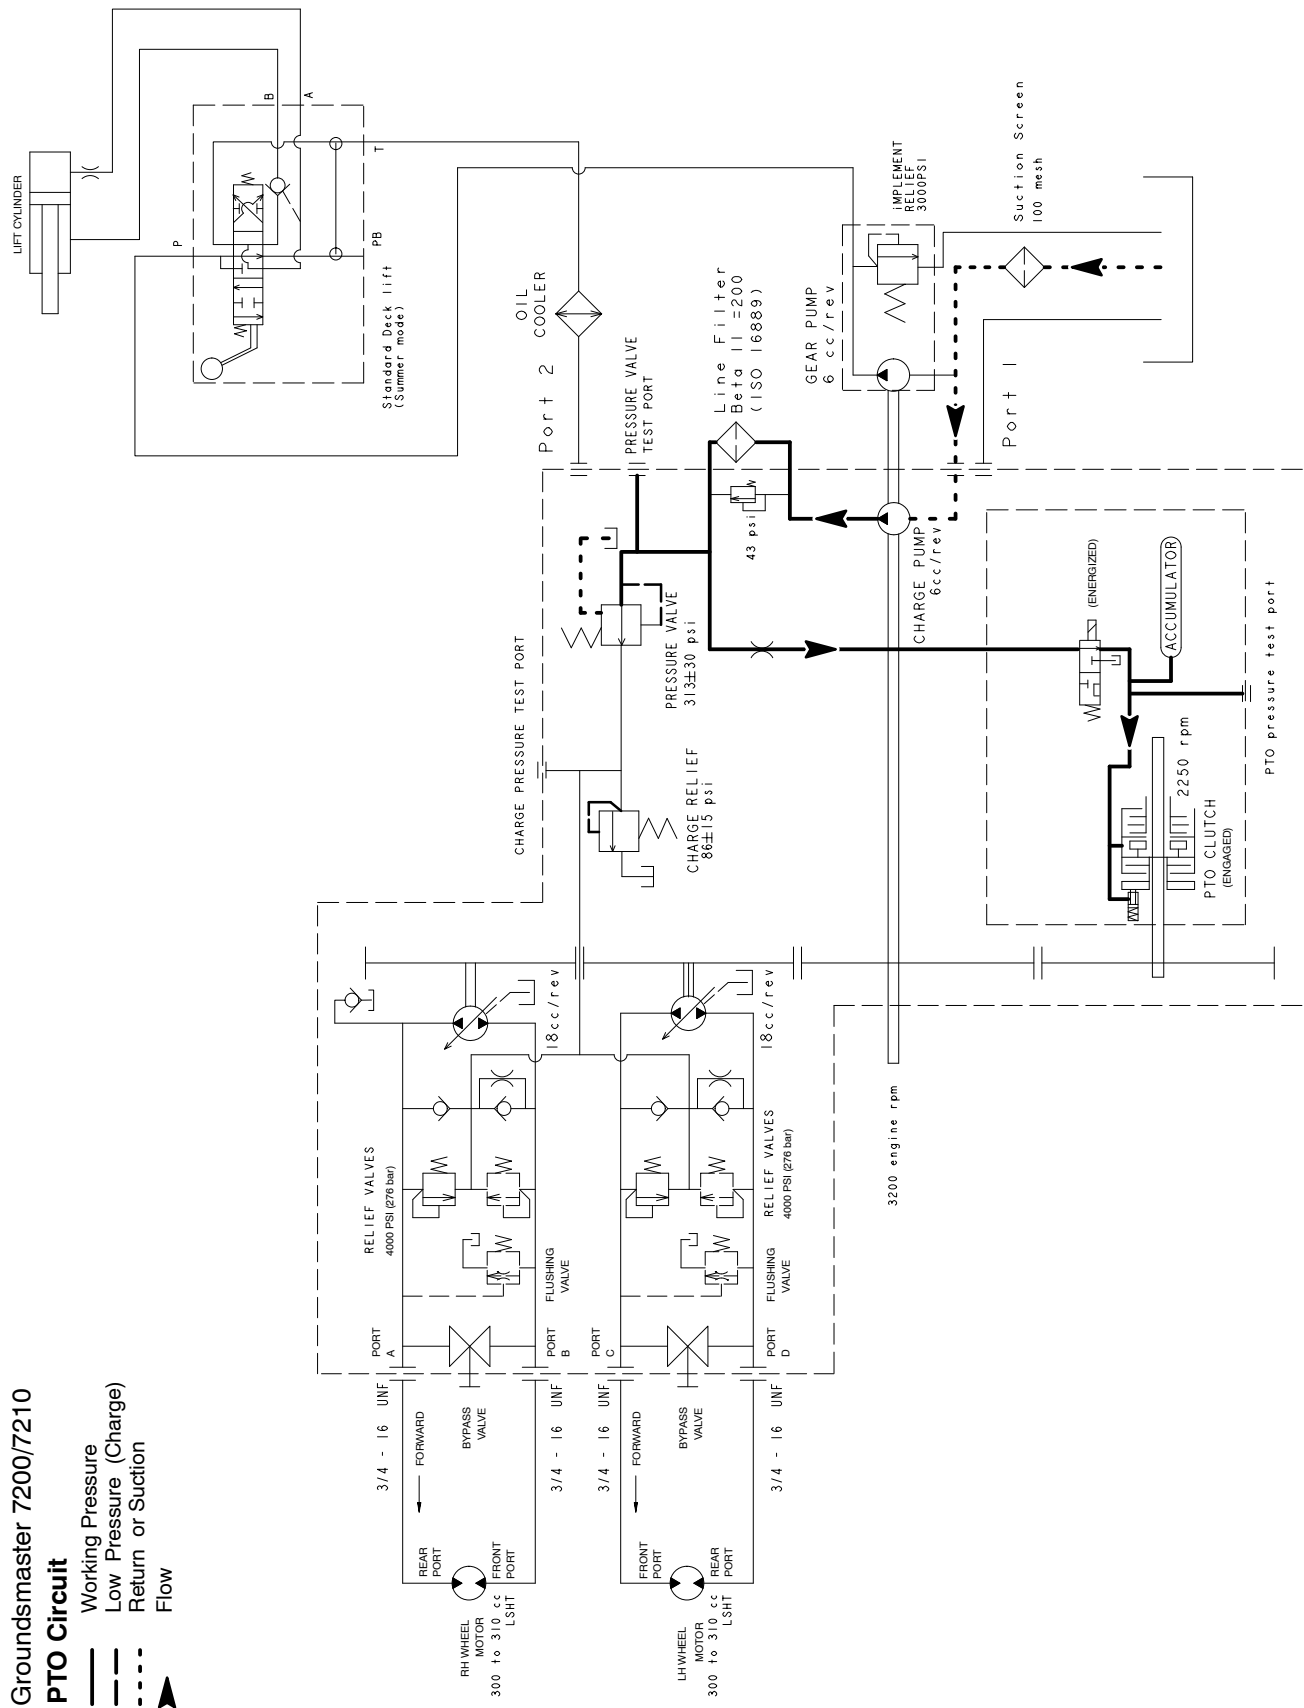 Groundsmaster 7200/7210
PTO Circuit
Working Pressure
Low Pressure (Charge)
Return or Suction
Flow
LIFT CYLINDER
P
B
A
T
PB
Standard Deck lift
(Summer mode)
OIL
COOLER
Port 2
PRESSURE VALVE
TEST PORT
Line Filter
Beta 11 =200
(ISO 16889)
GEAR PUMP
6 cc/rev
iMPLEMENT
RELIEF
3000PSI
Suction Screen
100 mesh
Port 1
43 psi
CHARGE PUMP
6cc/rev
PRESSURE VALVE
313±30 psi
CHARGE PRESSURE TEST PORT
CHARGE RELIEF
86±15 psi
(ENERGIZED)
ACCUMULATOR
PTO pressure test port
2250 rpm
PTO CLUTCH
(ENGAGED)
18cc/rev
18cc/rev
3200 engine rpm
RELIEF VALVES
4000 PSI (276 bar)
RELIEF VALVES
4000 PSI (276 bar)
FLUSHING
VALVE
FLUSHING
VALVE
PORT
A
PORT
B
PORT
C
PORT
D
3/4 - 16 UNF
3/4 - 16 UNF
3/4 - 16 UNF
3/4 - 16 UNF
BYPASS
VALVE
BYPASS
VALVE
FORWARD
FORWARD
REAR
PORT
FRONT
PORT
FRONT
PORT
REAR
PORT
RH WHEEL
MOTOR
300 to 310 cc
LSHT
LH WHEEL
MOTOR
300 to 310 cc
LSHT